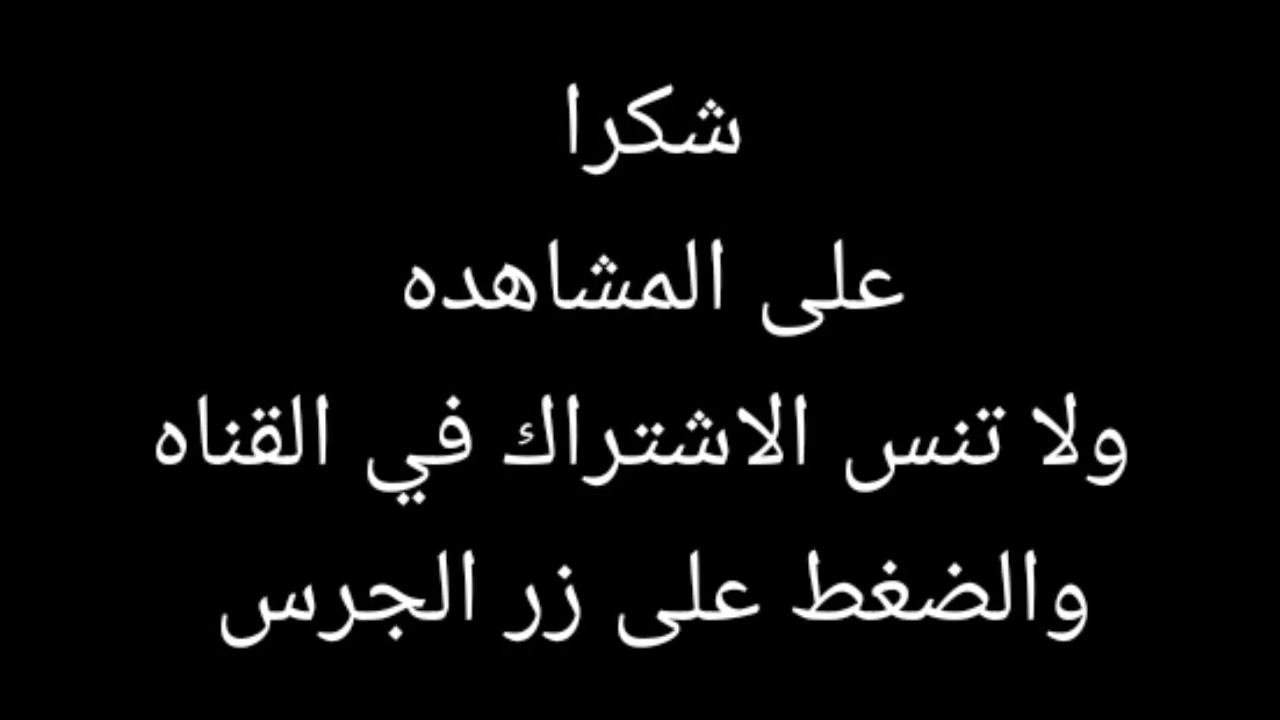 شكرا
على المشاهده
ولا تنس الاشتراك في القناه
والضغط على زر الجرس